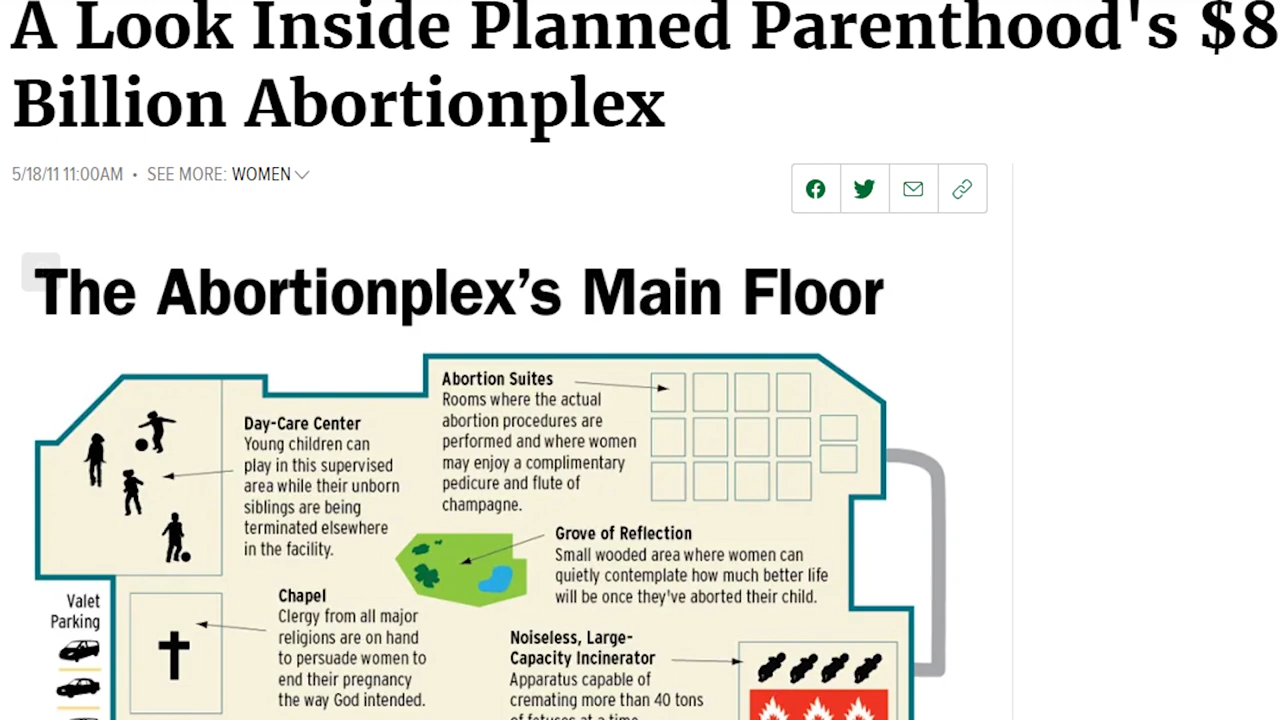 A Look Inside Planned Parenthood's $8
Billion Abortionplex
5/18/11 11:00AM • SEE MORE: WOMEN
The Abortionplex’s Main Floor
Abortion Suites
Rooms where the actual
abortion procedures are
performed and where women
may enjoy a complimentary
pedicure and flute of
champagne.
Day-Care Center
Young children can
play in this supervised
area while their unborn
siblings are being
terminated elsewhere
in the facility.
Grove of Reflection
Small wooded area where women can
quietly contemplate how much better life
will be once they've aborted their child.
Valet
Parking
Chapel
Clergy from all major
religions are on hand
to persuade women to
end their pregnancy
the way God intended.
Noiseless, Large-
Capacity Incinerator
Apparatus capable of
cremating more than 40 tons
of fetuses at a time